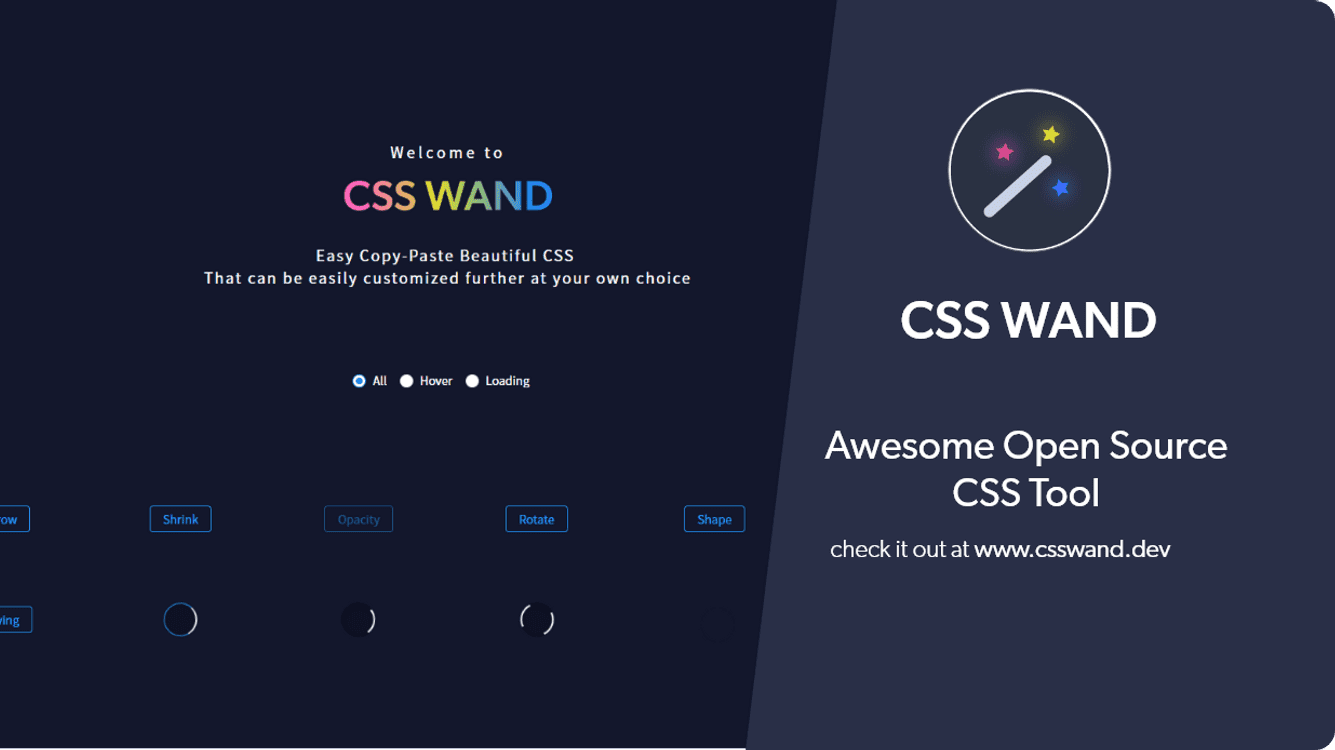 Welcome to
CSS WAND
Easy Copy-Paste Beautiful CSS
That can be easily customized further at your own choice
All Hover Loading
Shrink Opacity Rotate Shape
CSS WAND
Awesome Open Source
CSS Tool
check it out at www.csswand.dev